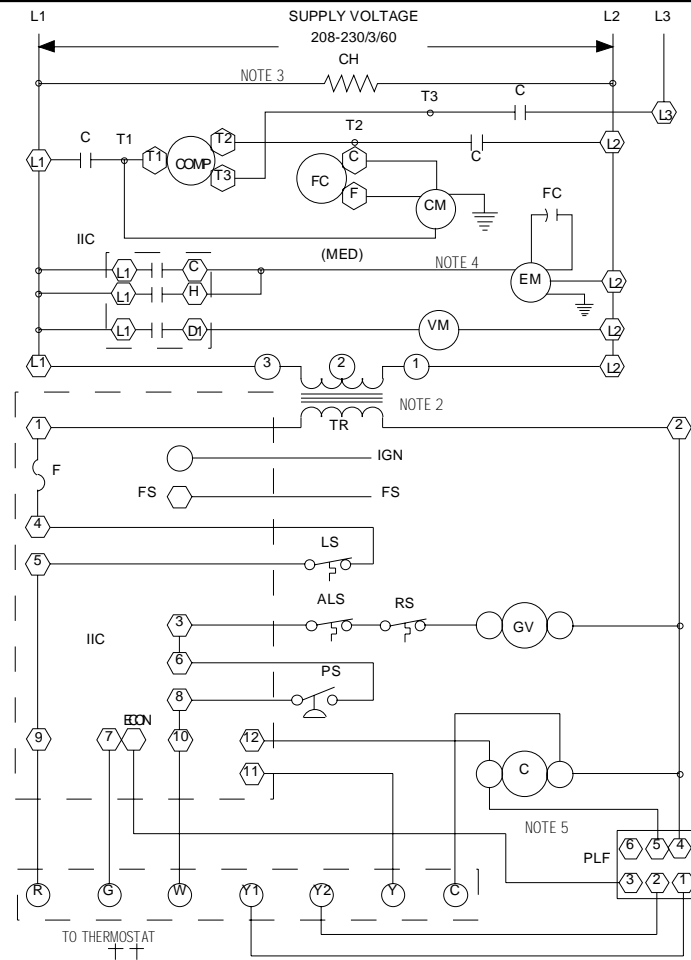 L1 SUPPLY VOLTAGE L2 L3
208-230/3/60
CH
NOTE 3
T3 C
L3
C T1 T2
L1 T1 COMP T2 C C L2
T3 FC
F CM FC
IIC (MED) NOTE 4
L1 C
EM L2
L1 H
L1 D1 VM L2
L1 3 2 1 L2
NOTE 2
1 TR 2
F IGN
FS FS
4
LS
5
ALS RS
3 GV
IIC
6
PS
8
ECON
9 7 10 12
11 C
NOTE 5
6 5 4
PLF
3 2 1
R G W Y1 Y2 Y C
TO THERMOSTAT